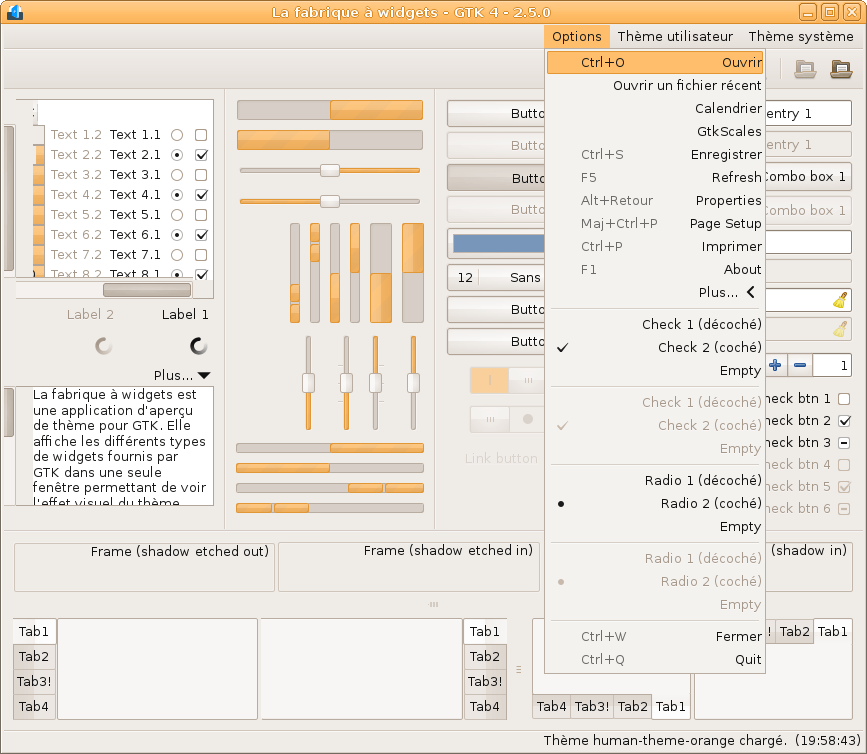 La fabrique à widgets - GTK 4 - 2.5.0
Options Thème utilisateur Thème système
Ctrl+O Ouvrir
Ouvrir un fichier récent
Calendrier
GtkScales
Ctrl+S Enregistrer
F5 Refresh
Alt+Retour Properties
Maj+Ctrl+P Page Setup
Ctrl+P Imprimer
F1 About
Plus...
Check 1 (décoché)
Check 2 (coché)
Empty
Check 1 (décoché)
Check 2 (coché)
Empty
Radio 1 (décoché)
Radio 2 (coché)
Empty
Radio 1 (décoché)
Radio 2 (coché)
Empty
Ctrl+W Fermer
Ctrl+Q Quit
Text 1.2 Text 1.1
Text 2.2 Text 2.1
Text 3.2 Text 3.1
Text 4.2 Text 4.1
Text 5.2 Text 5.1
Text 6.2 Text 6.1
Text 7.2 Text 7.1
Text 8.2 Text 8.1
Label 2 Label 1
Plus...
La fabrique à widgets est
une application d'aperçu
de thème pour GTK. Elle
affiche les différents types
de widgets fournis par
GTK dans une seule
fenêtre permettant de voir
l'effet visuel du thème
Butto
Butto
Butto
Butto
12 Sans
Butto
Butto
Link button
entry 1
entry 1
Combo box 1
Combo box 1
1
heck btn 1
heck btn 2
heck btn 3
heck btn 4
heck btn 5
heck btn 6
Frame (shadow etched out) Frame (shadow etched in) (shadow in)
Tab1
Tab2
Tab3!
Tab4
Tab1
Tab2
Tab3!
Tab4
Tab4 Tab3! Tab2 Tab1
! Tab2 Tab1
Thème human-theme-orange chargé. (19:58:43)